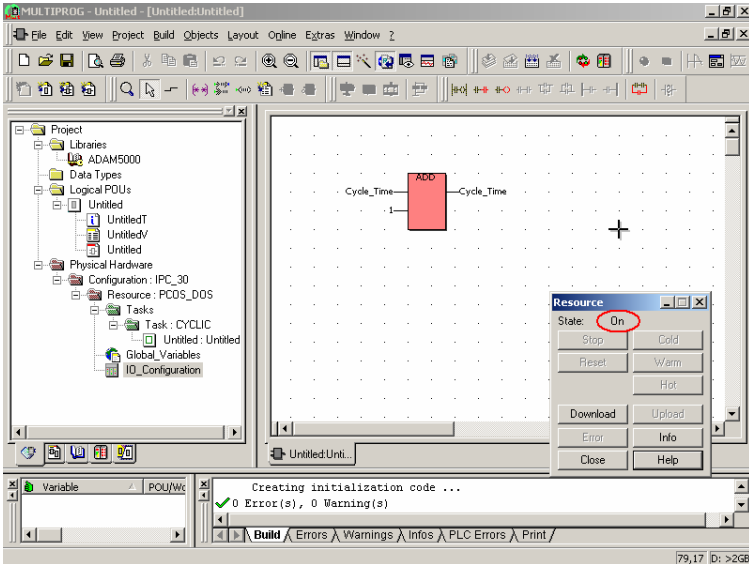 MULTIPROG - Untitled - [Untitled:Untitled]
File Edit View Project Build Objects Layout Online Extras Window ?
Project
Libraries
ADAM5000
Data Types
Logical POUs
Untitled
UntitledT
UntitledV
Untitled
Physical Hardware
Configuration : IPC_30
Resource : PCOS_DOS
Tasks
Task : CYCLIC
Untitled : Untitled
Global_Variables
IO_Configuration
ADD
Cycle_Time
Cycle_Time
1
Resource
State: On
Stop Cold
Reset Warm
Hot
Download Upload
Error Info
Close Help
Untitled:Unti...
Variable POU/Wo
Creating initialization code ...
0 Error(s), 0 Warning(s)
Build Errors Warnings Infos PLC Errors Print
79,17 D: >2GB